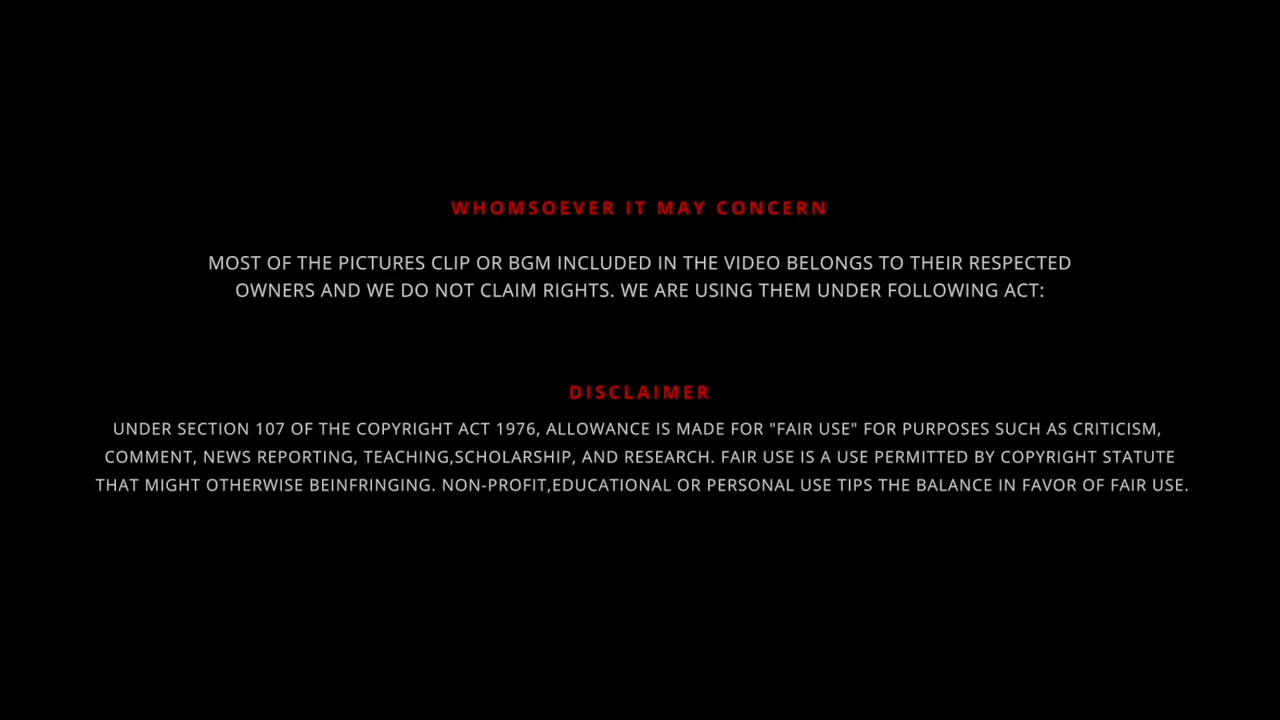 WHOMSOEVER IT MAY CONCERN
MOST OF THE PICTURES CLIP OR BGM INCLUDED IN THE VIDEO BELONGS TO THEIR RESPECTED
OWNERS AND WE DO NOT CLAIM RIGHTS. WE ARE USING THEM UNDER FOLLOWING ACT:
DISCLAIMER
UNDER SECTION 107 OF THE COPYRIGHT ACT 1976, ALLOWANCE IS MADE FOR "FAIR USE" FOR PURPOSES SUCH AS CRITICISM,
COMMENT, NEWS REPORTING, TEACHING,SCHOLARSHIP, AND RESEARCH. FAIR USE IS A USE PERMITTED BY COPYRIGHT STATUTE
THAT MIGHT OTHERWISE BEINFRINGING. NON-PROFIT,EDUCATIONAL OR PERSONAL USE TIPS THE BALANCE IN FAVOR OF FAIR USE.